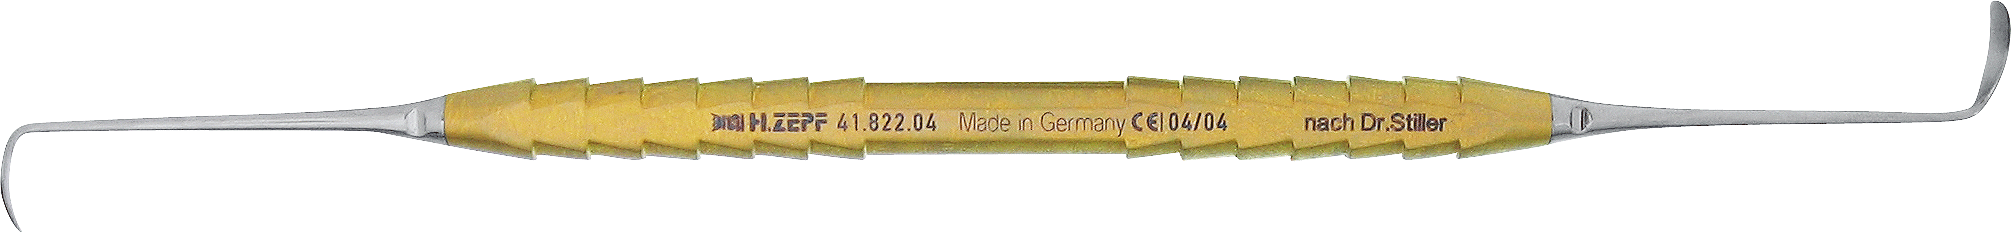 H.ZEPF 41.822.04 Made in Germany CE 04/04 nach Dr.Stiller